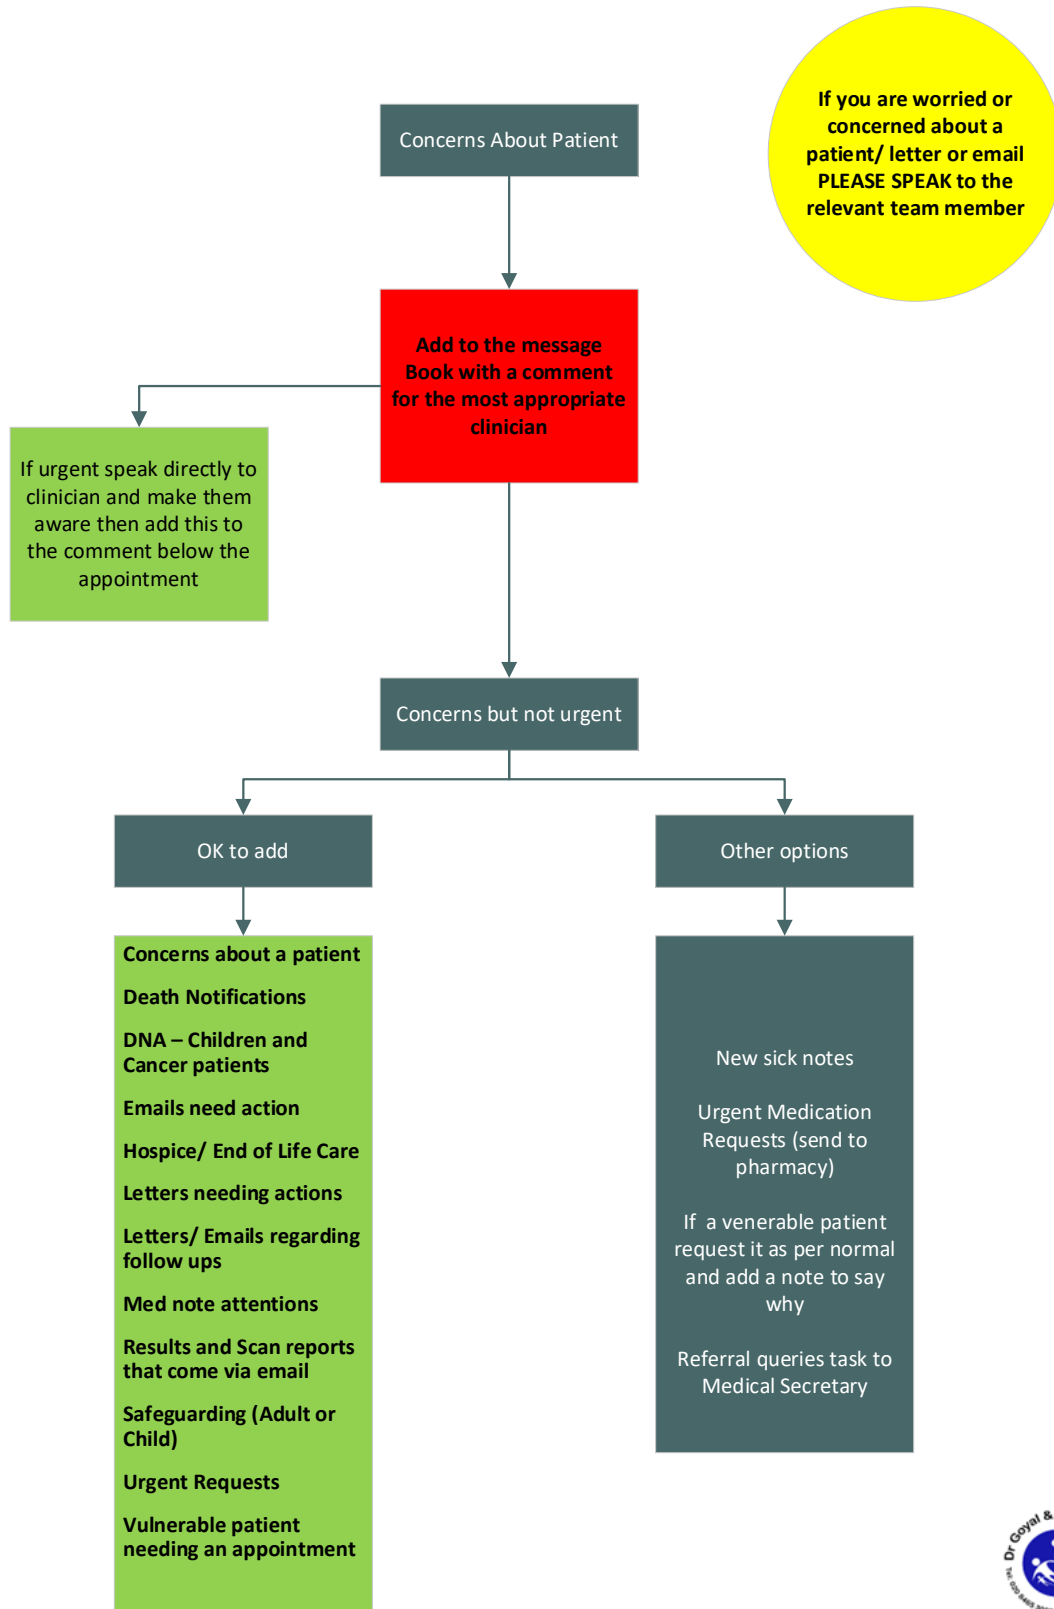 If you are worried or
concerned about a
patient/ letter or email
PLEASE SPEAK to the
relevant team member
Concerns About Patient
Add to the message
Book with a comment
for the most appropriate
clinician
If urgent speak directly to
clinician and make them
aware then add this to
the comment below the
appointment
Concerns but not urgent
OK to add
Other options
Concerns about a patient
Death Notifications
DNA – Children and
Cancer patients
Emails need action
Hospice/ End of Life Care
Letters needing actions
Letters/ Emails regarding
follow ups
Med note attentions
Results and Scan reports
that come via email
Safeguarding (Adult or
Child)
Urgent Requests
Vulnerable patient
needing an appointment
New sick notes
Urgent Medication
Requests (send to
pharmacy)
If a venerable patient
request it as per normal
and add a note to say
why
Referral queries task to
Medical Secretary
Dr Goyal &